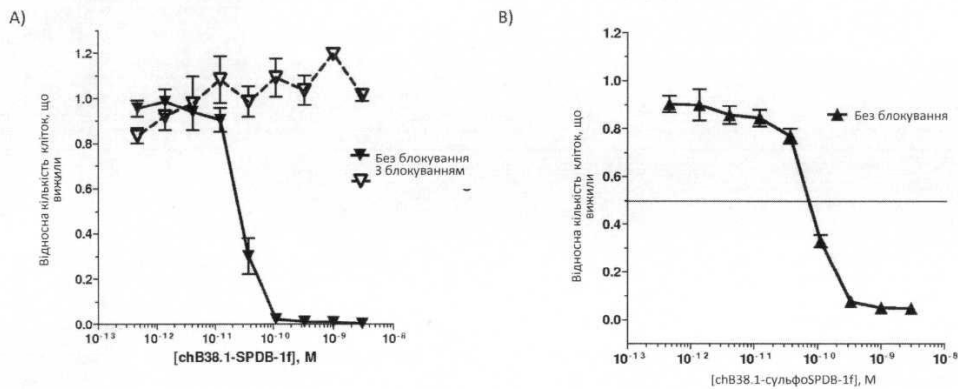 A)
Відносна кількість кліток, що
вижили
1.2
1.0
0.8
0.6
0.4
0.2
0.0
10⁻¹³
10⁻¹²
10⁻¹¹
10⁻¹⁰
10⁻⁹
10⁻⁸
[chB38.1-SPDB-1f], M
Без блокування
З блокуванням
B)
Відносна кількість кліток, що
вижили
1.2
1.0
0.8
0.6
0.4
0.2
0.0
10⁻¹³
10⁻¹²
10⁻¹¹
10⁻¹⁰
10⁻⁹
10⁻⁸
[chB38.1-сульфоSPDB-1f], M
Без блокування